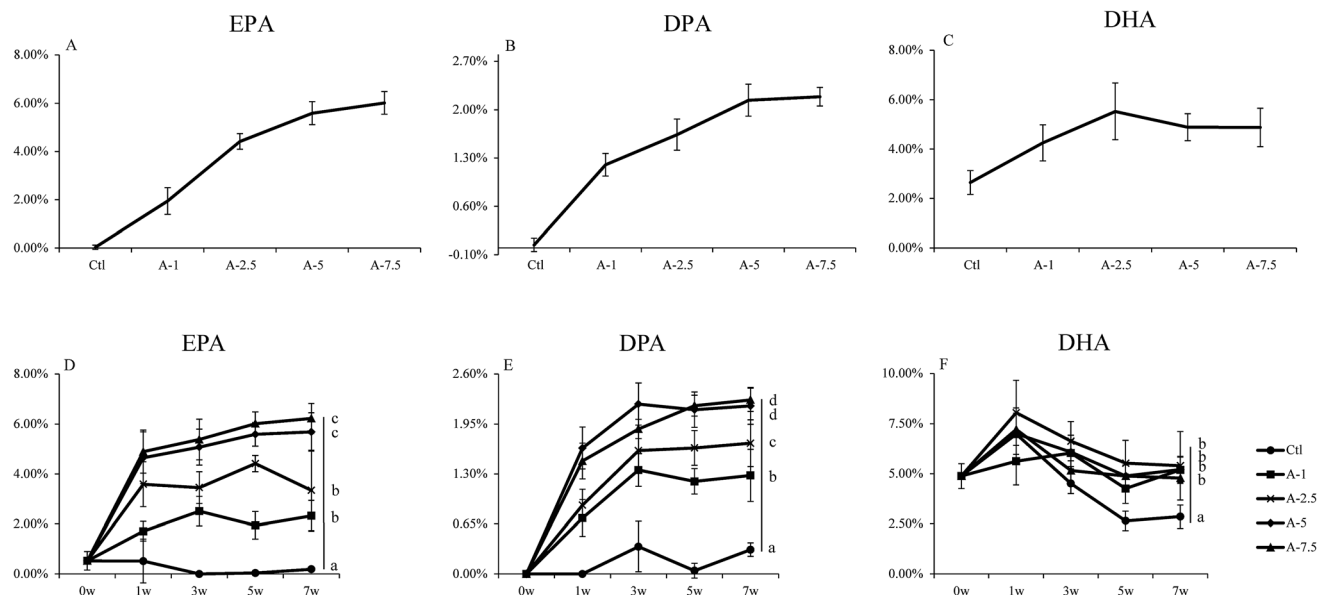 EPA
A
8.00%
6.00%
4.00%
2.00%
0.00%
Ctl A-1 A-2.5 A-5 A-7.5
DPA
B
2.70%
2.00%
1.30%
0.60%
-0.10%
Ctl A-1 A-2.5 A-5 A-7.5
DHA
C
8.00%
6.00%
4.00%
2.00%
0.00%
Ctl A-1 A-2.5 A-5 A-7.5
EPA
D
8.00%
6.00%
4.00%
2.00%
0.00%
c
c
b
b
a
0w 1w 3w 5w 7w
DPA
E
2.60%
1.95%
1.30%
0.65%
0.00%
d
d
c
b
a
0w 1w 3w 5w 7w
DHA
F
10.00%
7.50%
5.00%
2.50%
0.00%
b
b
b
b
a
0w 1w 3w 5w 7w
Ctl
A-1
A-2.5
A-5
A-7.5